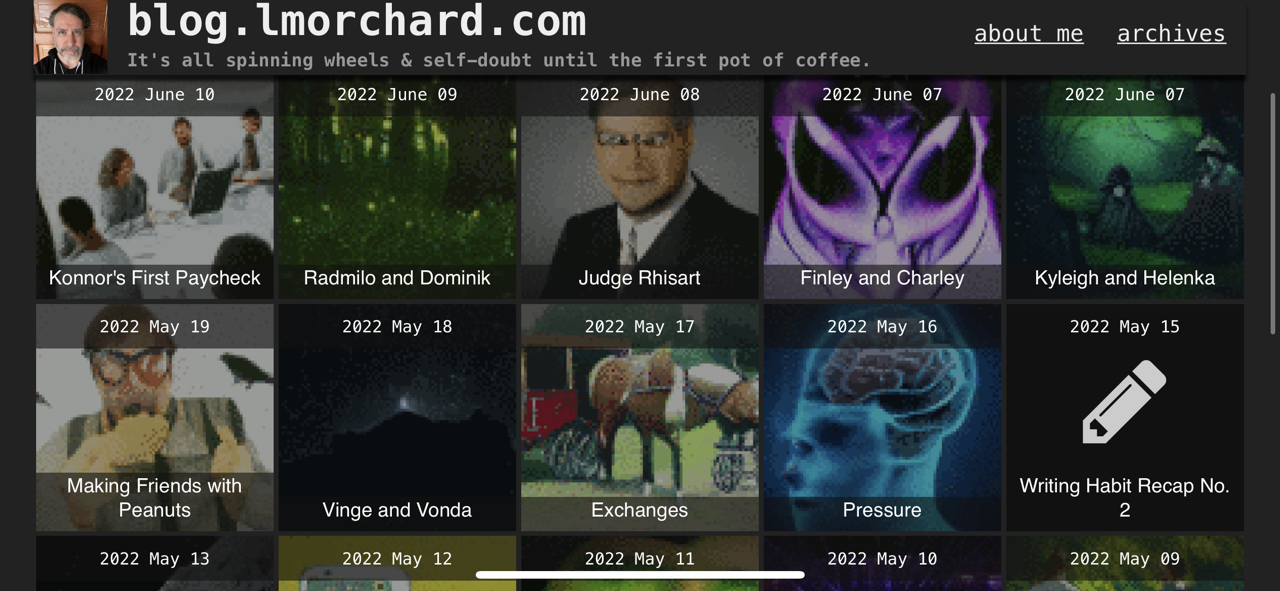 blog.lmorchard.com
It's all spinning wheels & self-doubt until the first pot of coffee.
about me
archives
2022 June 10
2022 June 09
2022 June 08
2022 June 07
2022 June 07
Konnor's First Paycheck
Radmilo and Dominik
Judge Rhisart
Finley and Charley
Kyleigh and Helenka
2022 May 19
2022 May 18
2022 May 17
2022 May 16
2022 May 15
Making Friends with
Peanuts
Vinge and Vonda
Exchanges
Pressure
Writing Habit Recap No.
2
2022 May 13
2022 May 12
2022 May 11
2022 May 10
2022 May 09